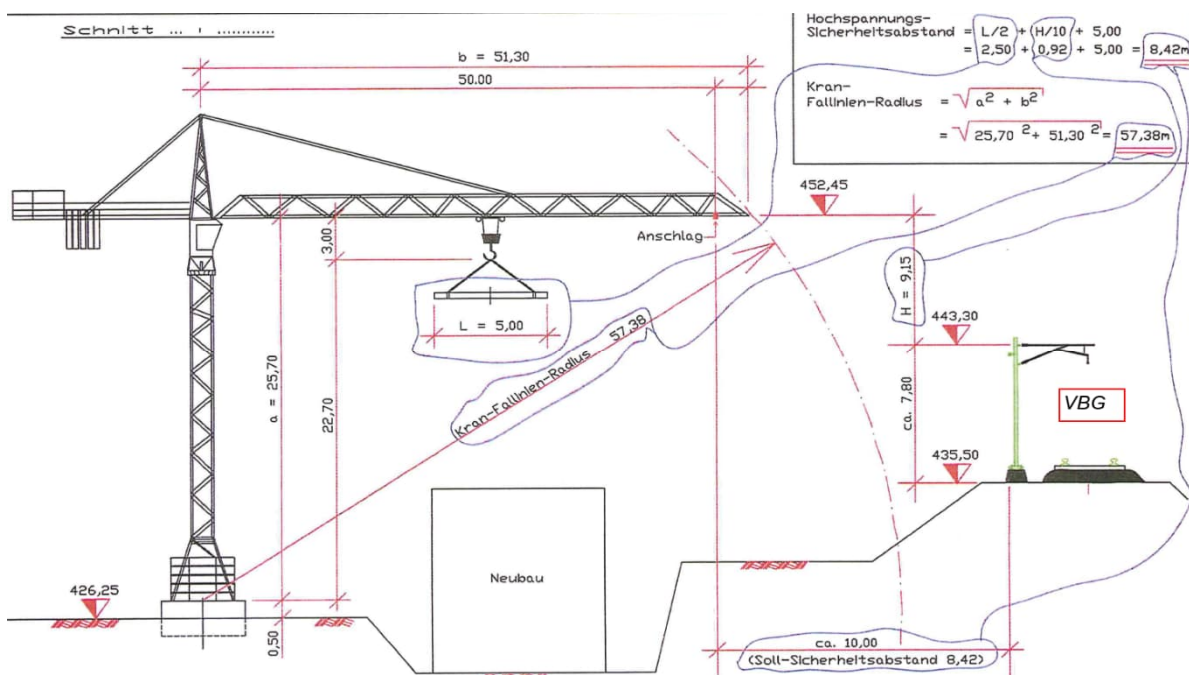 Schnitt ... ' ............
b = 51,30
50.00
Hochspannungs-
Sicherheitsabstand = L/2 + H/10 + 5,00
= 2,50 + 0,92 + 5,00 = 8,42m
Kran-
Fallinien-Radius = √ a² + b²
= √ 25,70 ² + 51,30 ² = 57,38m
452,45
Anschlag
3,00
H = 9,15
L = 5,00
443,30
Kran-Fallinien-Radius 57,38
a = 25,70
22,70
ca. 7,80
VBG
435,50
Neubau
426,25
0,50
ca. 10,00
(Soll-Sicherheitsabstand 8,42)